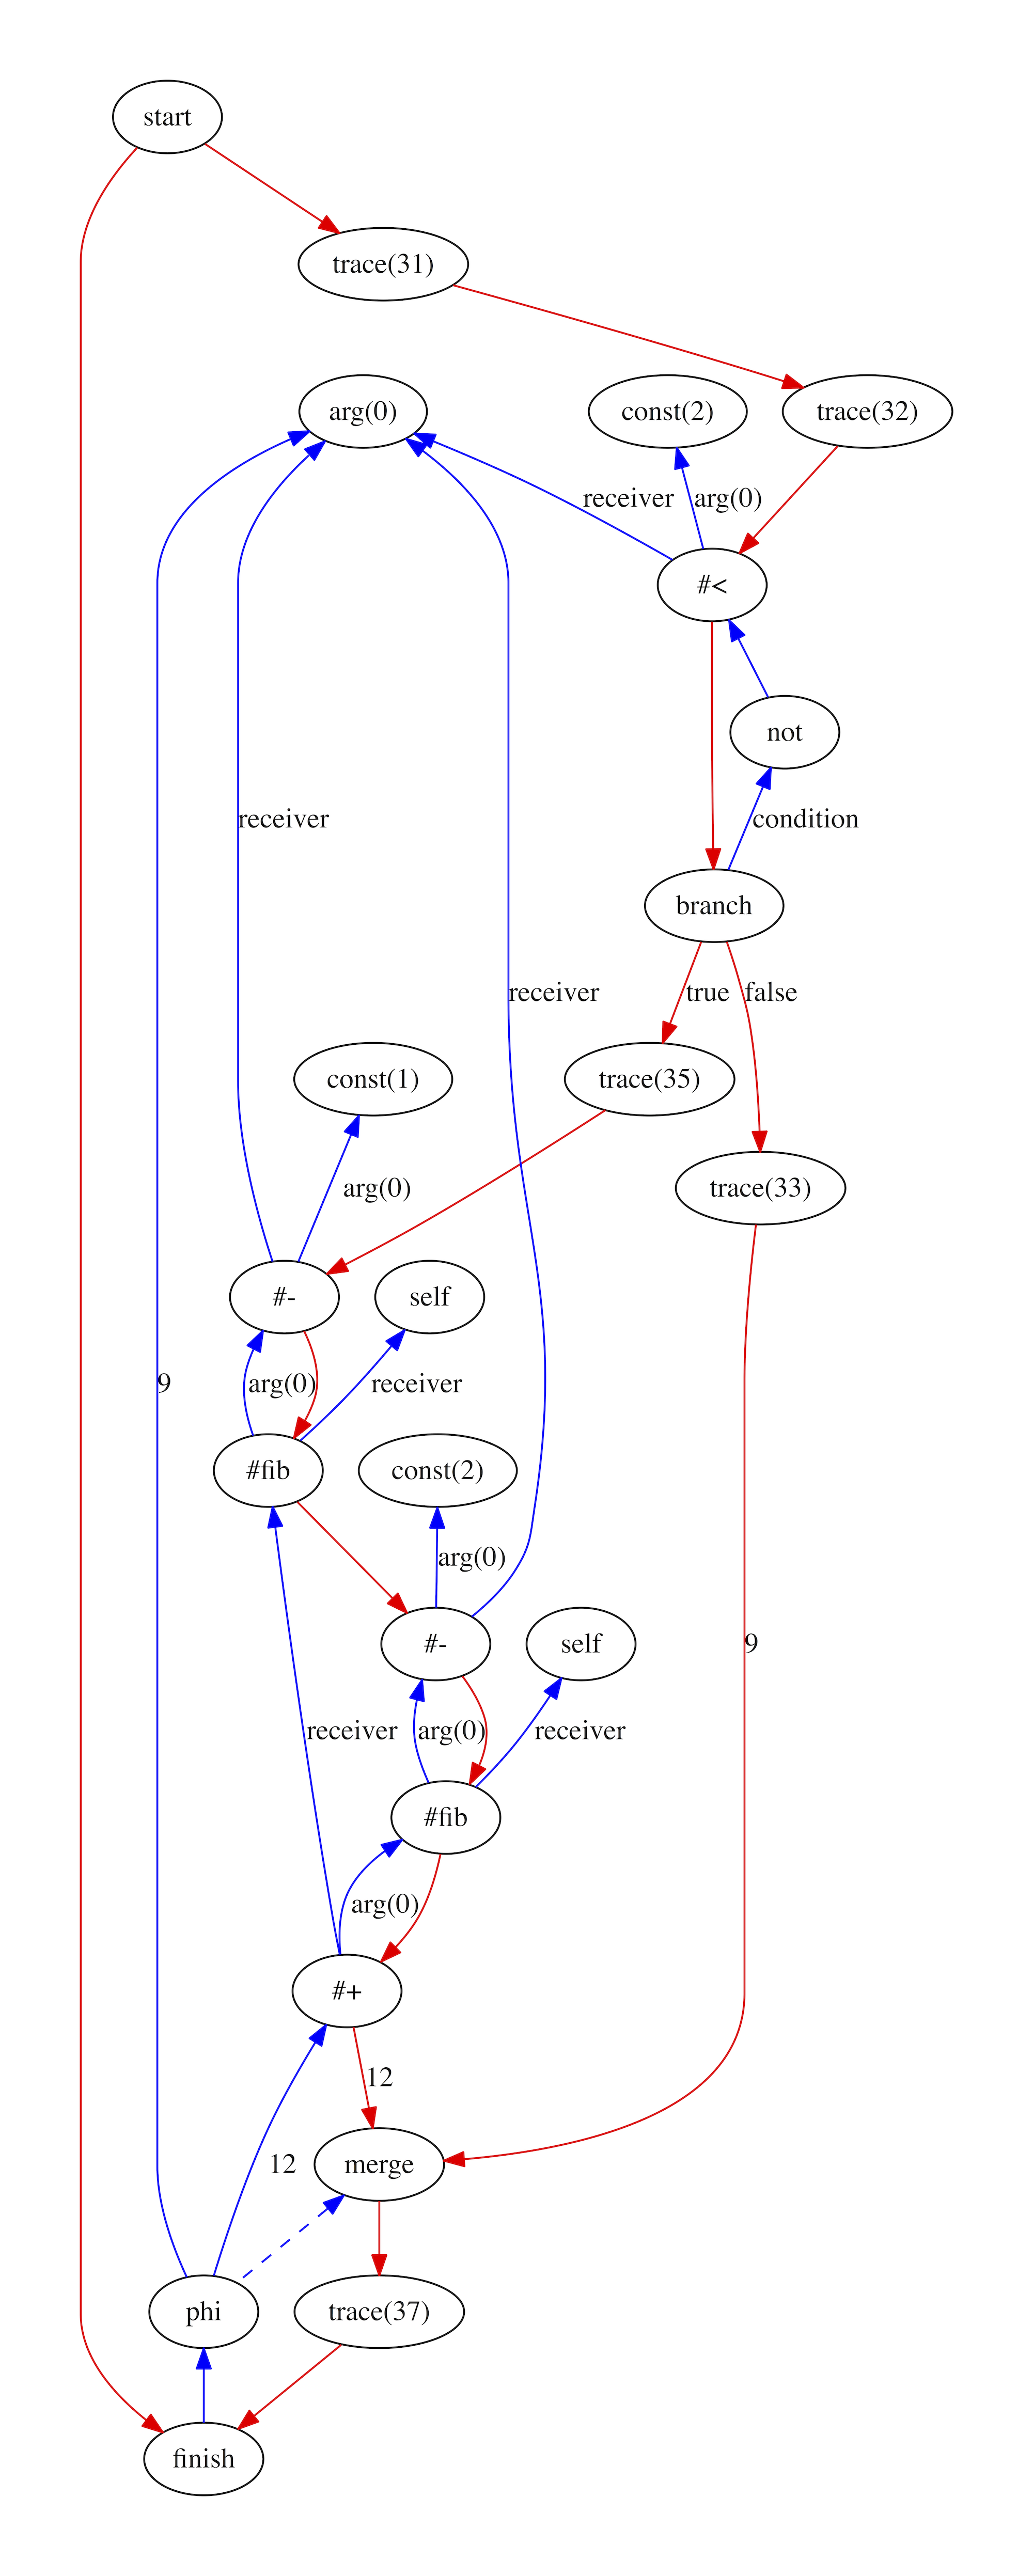 start
trace(31)
arg(0)
const(2)
trace(32)
receiver
arg(0)
#<
not
receiver
condition
branch
receiver
true
false
const(1)
trace(35)
arg(0)
trace(33)
#-
self
9
arg(0)
receiver
#fib
const(2)
arg(0)
#-
self
9
receiver
arg(0)
receiver
#fib
arg(0)
#+
12
12
merge
phi
trace(37)
finish